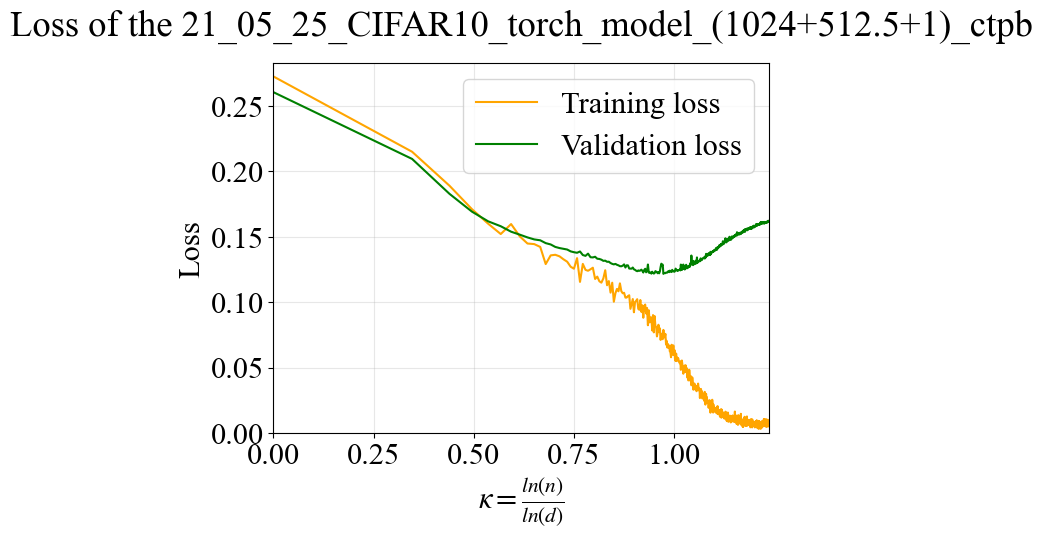 Loss of the 21_05_25_CIFAR10_torch_model_(1024+512.5+1)_ctpb
Training loss
Validation loss
Loss
0.25
0.20
0.15
0.10
0.05
0.00
0.00 0.25 0.50 0.75 1.00
κ = ln(n)/ln(d)